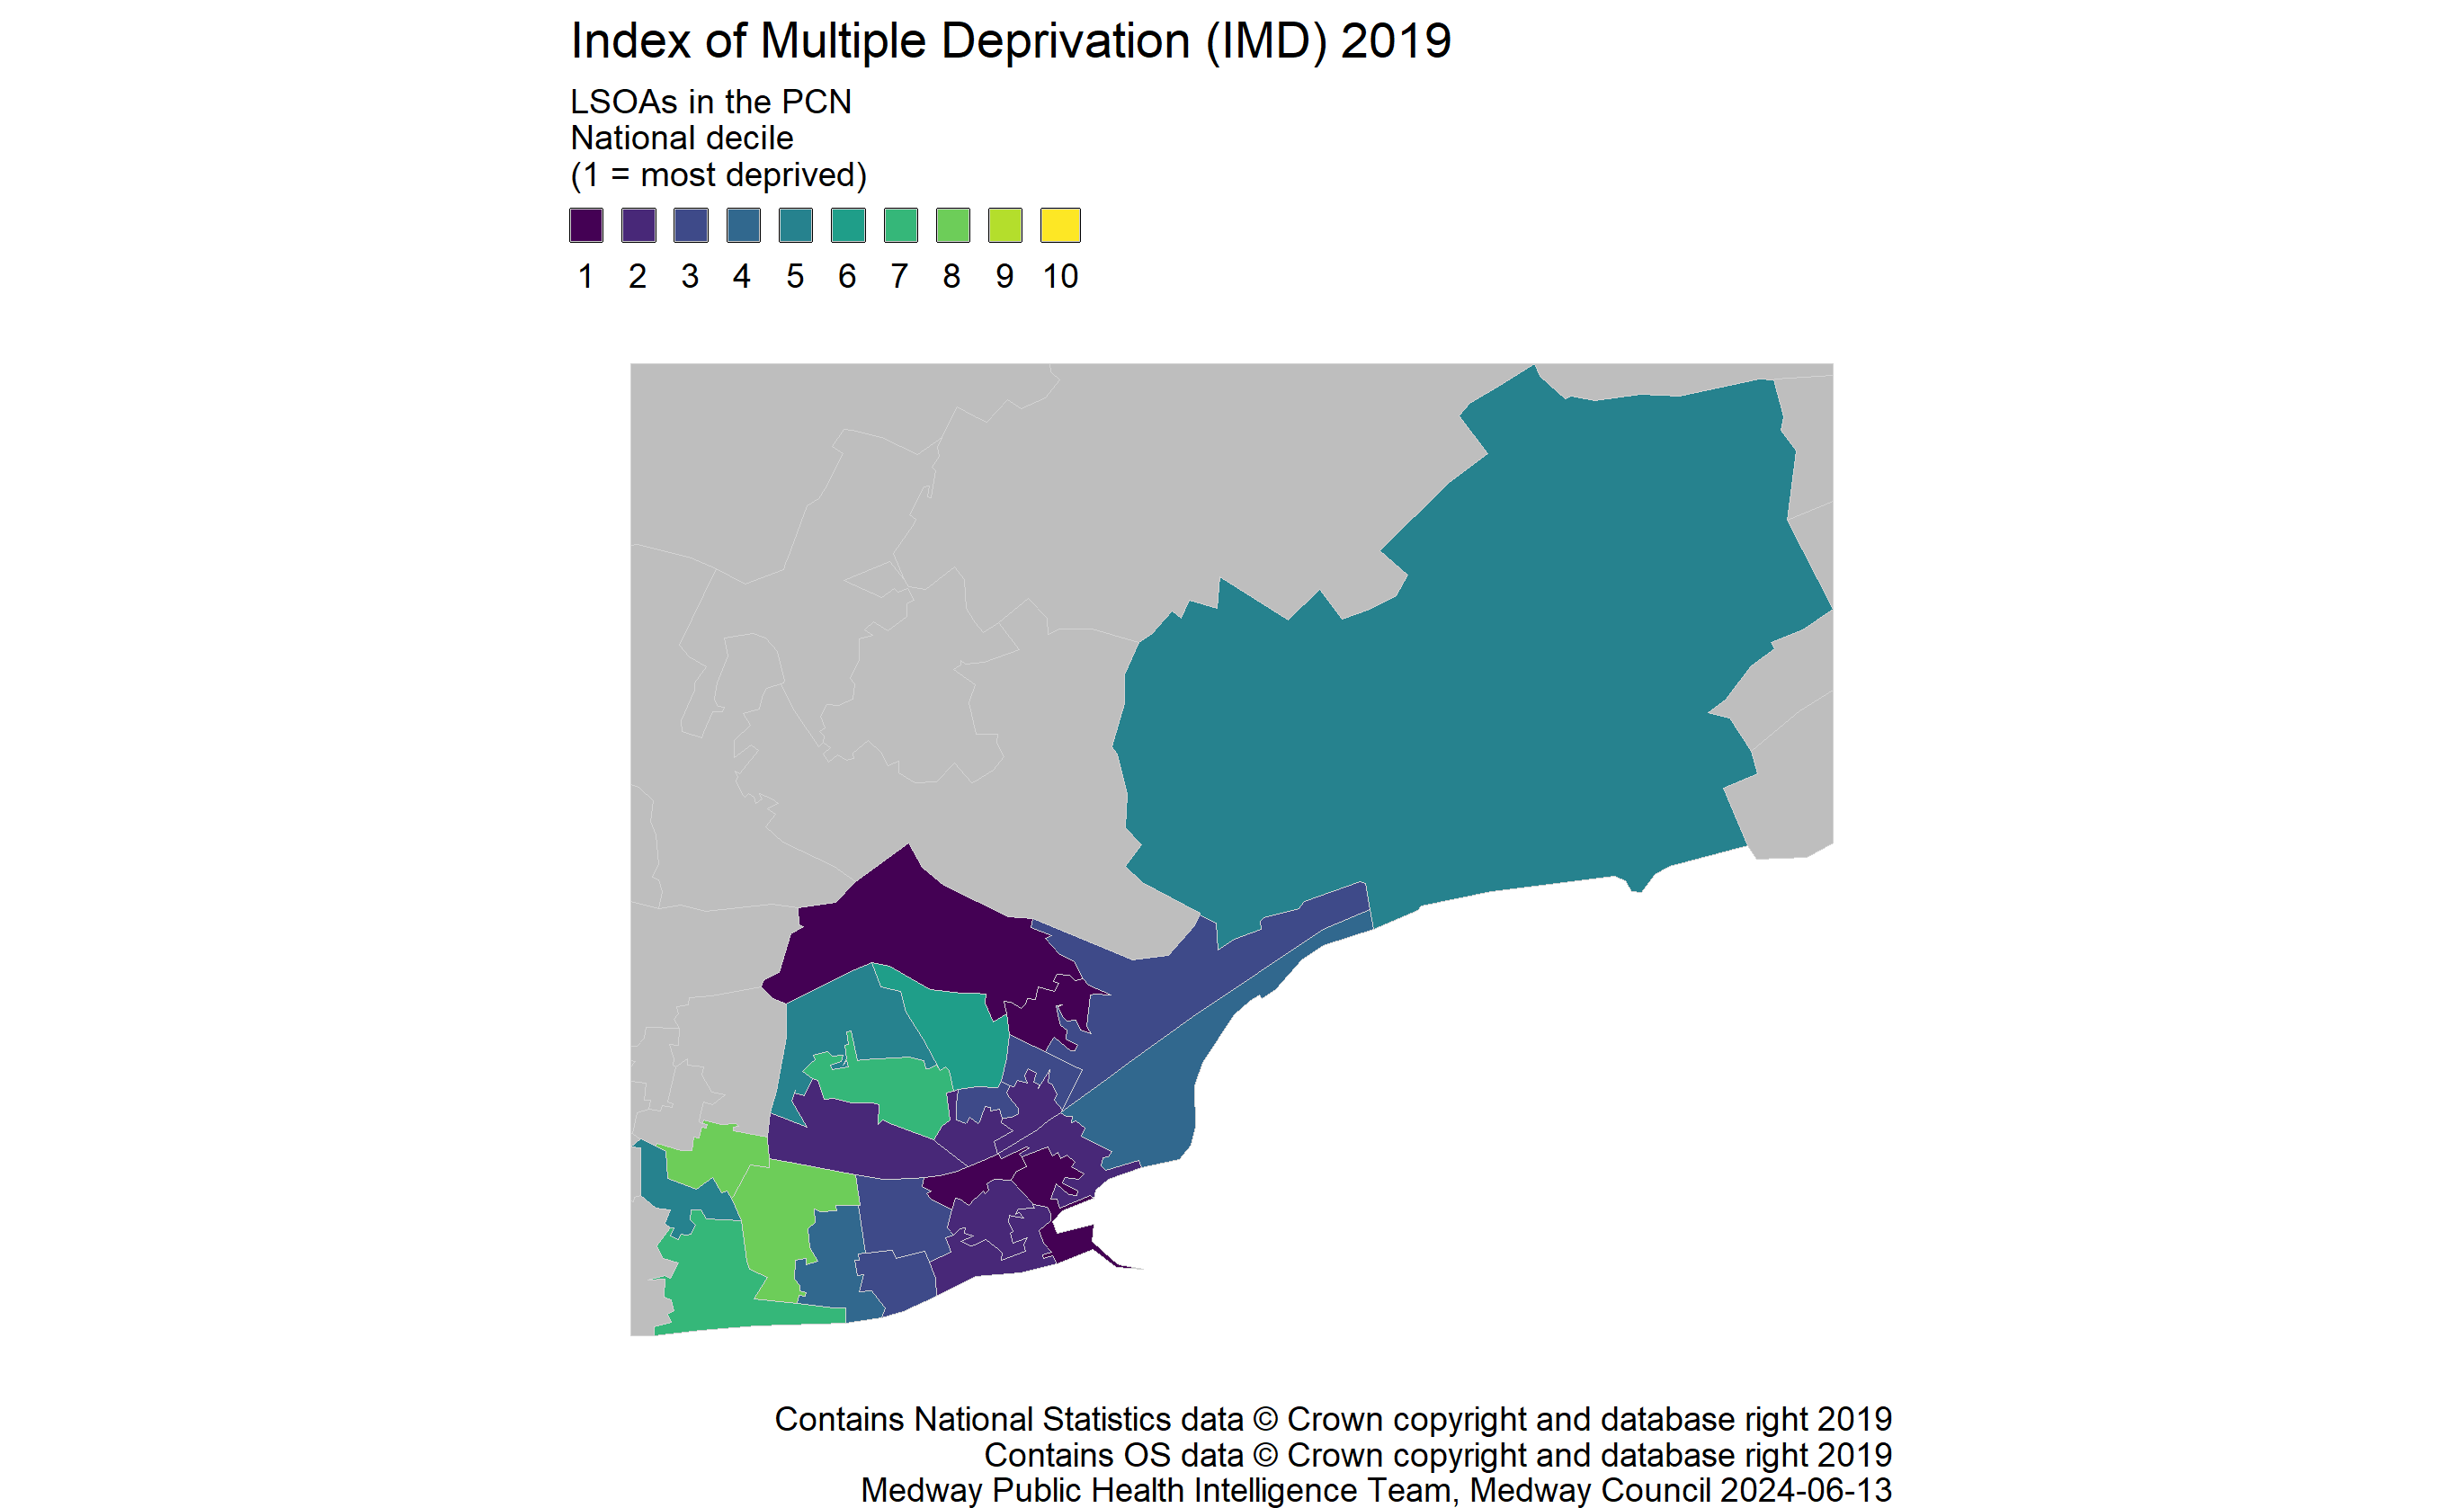 Index of Multiple Deprivation (IMD) 2019
LSOAs in the PCN
National decile
(1 = most deprived)
1 2 3 4 5 6 7 8 9 10
Contains National Statistics data © Crown copyright and database right 2019
Contains OS data © Crown copyright and database right 2019
Medway Public Health Intelligence Team, Medway Council 2024-06-13